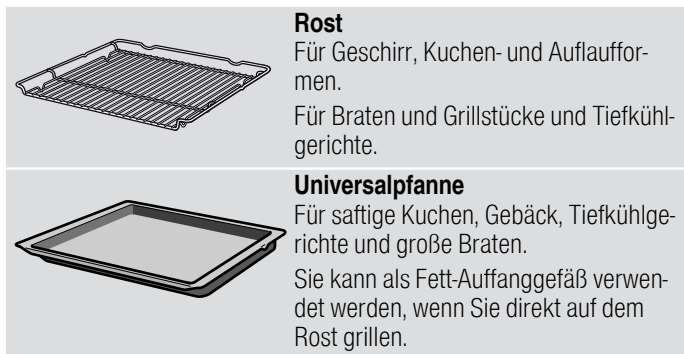 Rost
Für Geschirr, Kuchen- und Auflauffor-
men.
Für Braten und Grillstücke und Tiefkühl-
gerichte.
Universalpfanne
Für saftige Kuchen, Gebäck, Tiefkühlge-
richte und große Braten.
Sie kann als Fett-Auffanggefäß verwen-
det werden, wenn Sie direkt auf dem
Rost grillen.